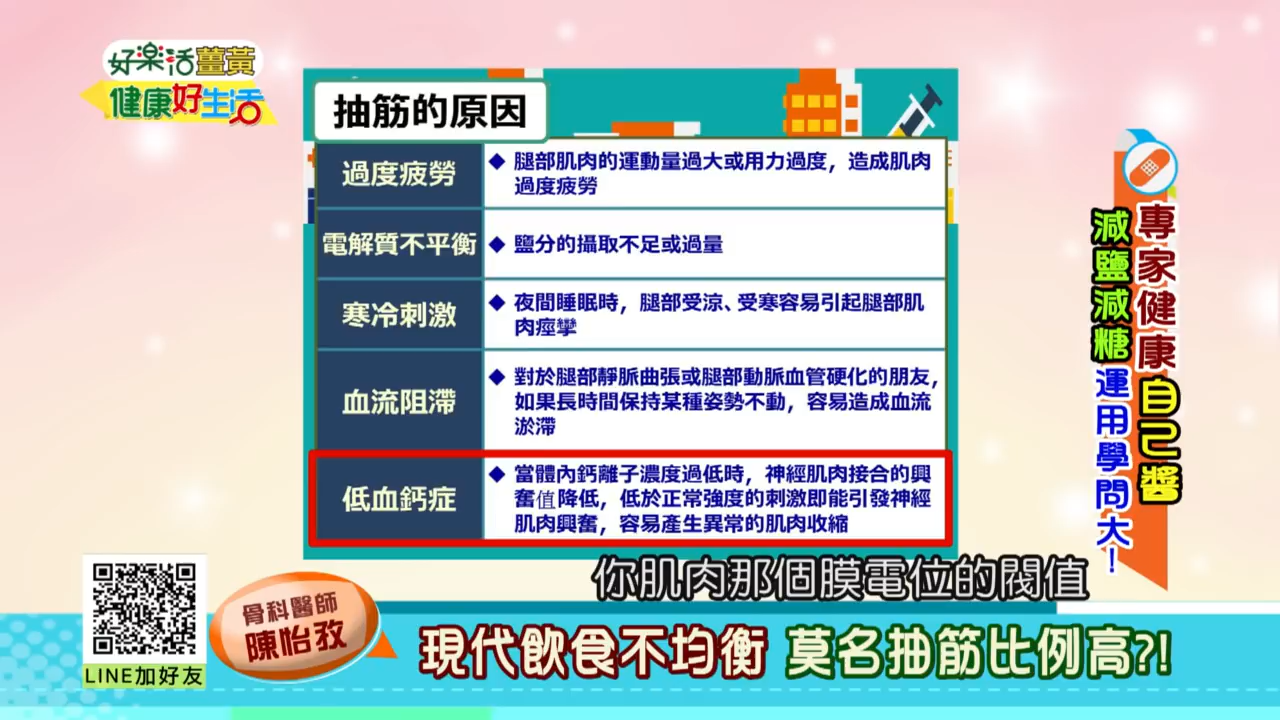 好樂活薑黃
健康好生活
抽筋的原因
過度疲勞
◆ 腿部肌肉的運動量過大或用力過度，造成肌肉
過度疲勞
電解質不平衡
◆ 鹽分的攝取不足或過量
寒冷刺激
◆ 夜間睡眠時，腿部受涼、受寒容易引起腿部肌
肉痙攣
血流阻滯
◆ 對於腿部靜脈曲張或腿部動脈血管硬化的朋友，
如果長時間保持某種姿勢不動，容易造成血流
淤滯
低血鈣症
◆ 當體內鈣離子濃度過低時，神經肌肉接合的興
奮值降低，低於正常強度的刺激即能引發神經
肌肉興奮，容易產生異常的肌肉收縮
專家健康自己醬
減鹽減糖運用學問大！
你肌肉那個膜電位的閥值
骨科醫師
陳怡孜
現代飲食不均衡 莫名抽筋比例高?!
LINE加好友